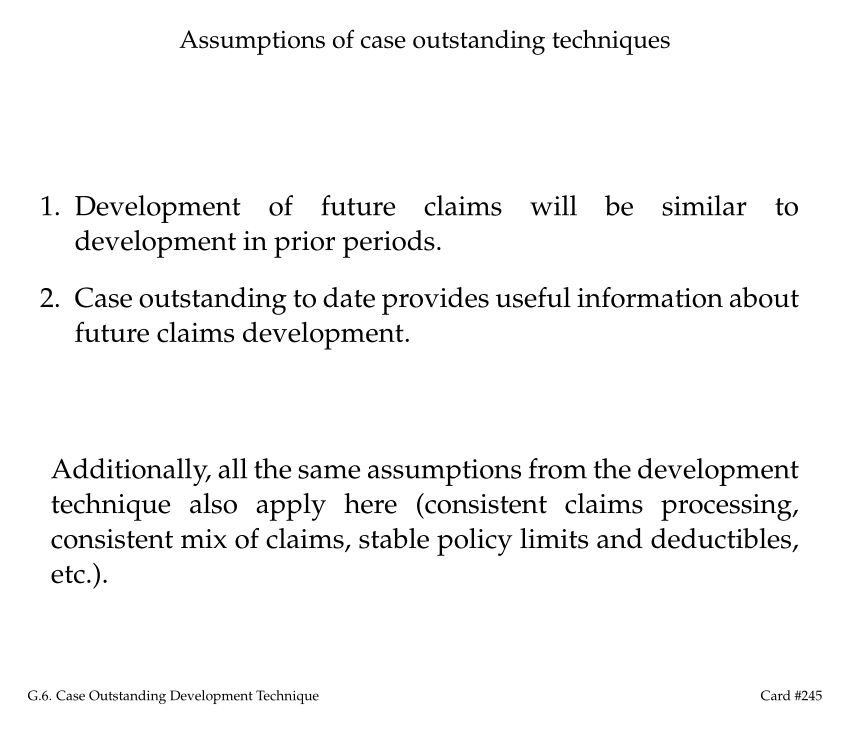 Assumptions of case outstanding techniques
1. Development of future claims will be similar to
development in prior periods.
2. Case outstanding to date provides useful information about
future claims development.
Additionally, all the same assumptions from the development
technique also apply here (consistent claims processing,
consistent mix of claims, stable policy limits and deductibles,
etc.).
G.6. Case Outstanding Development Technique
Card #245